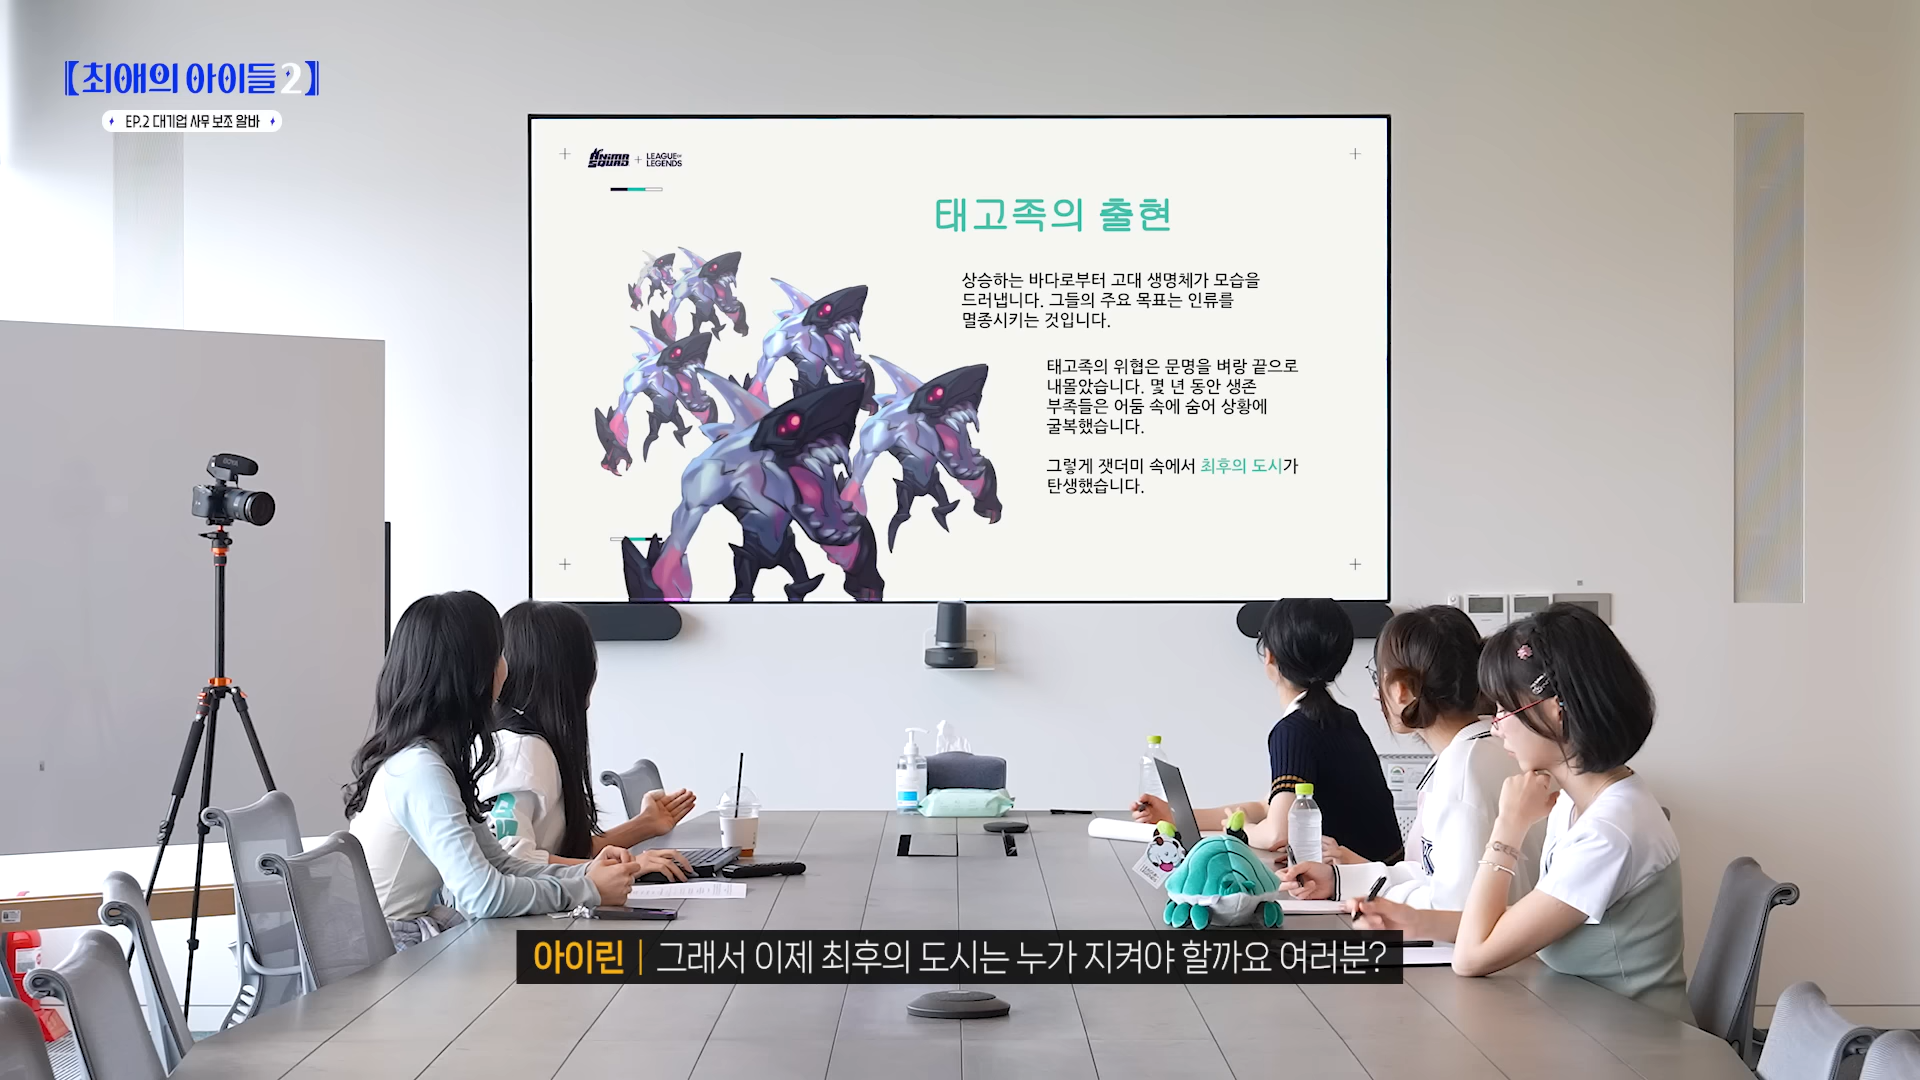 【최애의 아이들2】
EP.2 대기업 사무 보조 알바
ANIMA SQUAD + LEAGUE OF LEGENDS
태고족의 출현
상승하는 바다로부터 고대 생명체가 모습을
드러냅니다. 그들의 주요 목표는 인류를
멸종시키는 것입니다.
태고족의 위협은 문명을 벼랑 끝으로
내몰았습니다. 몇 년 동안 생존
부족들은 어둠 속에 숨어 상황에
굴복했습니다.
그렇게 잿더미 속에서 최후의 도시가
탄생했습니다.
아이린 | 그래서 이제 최후의 도시는 누가 지켜야 할까요 여러분?